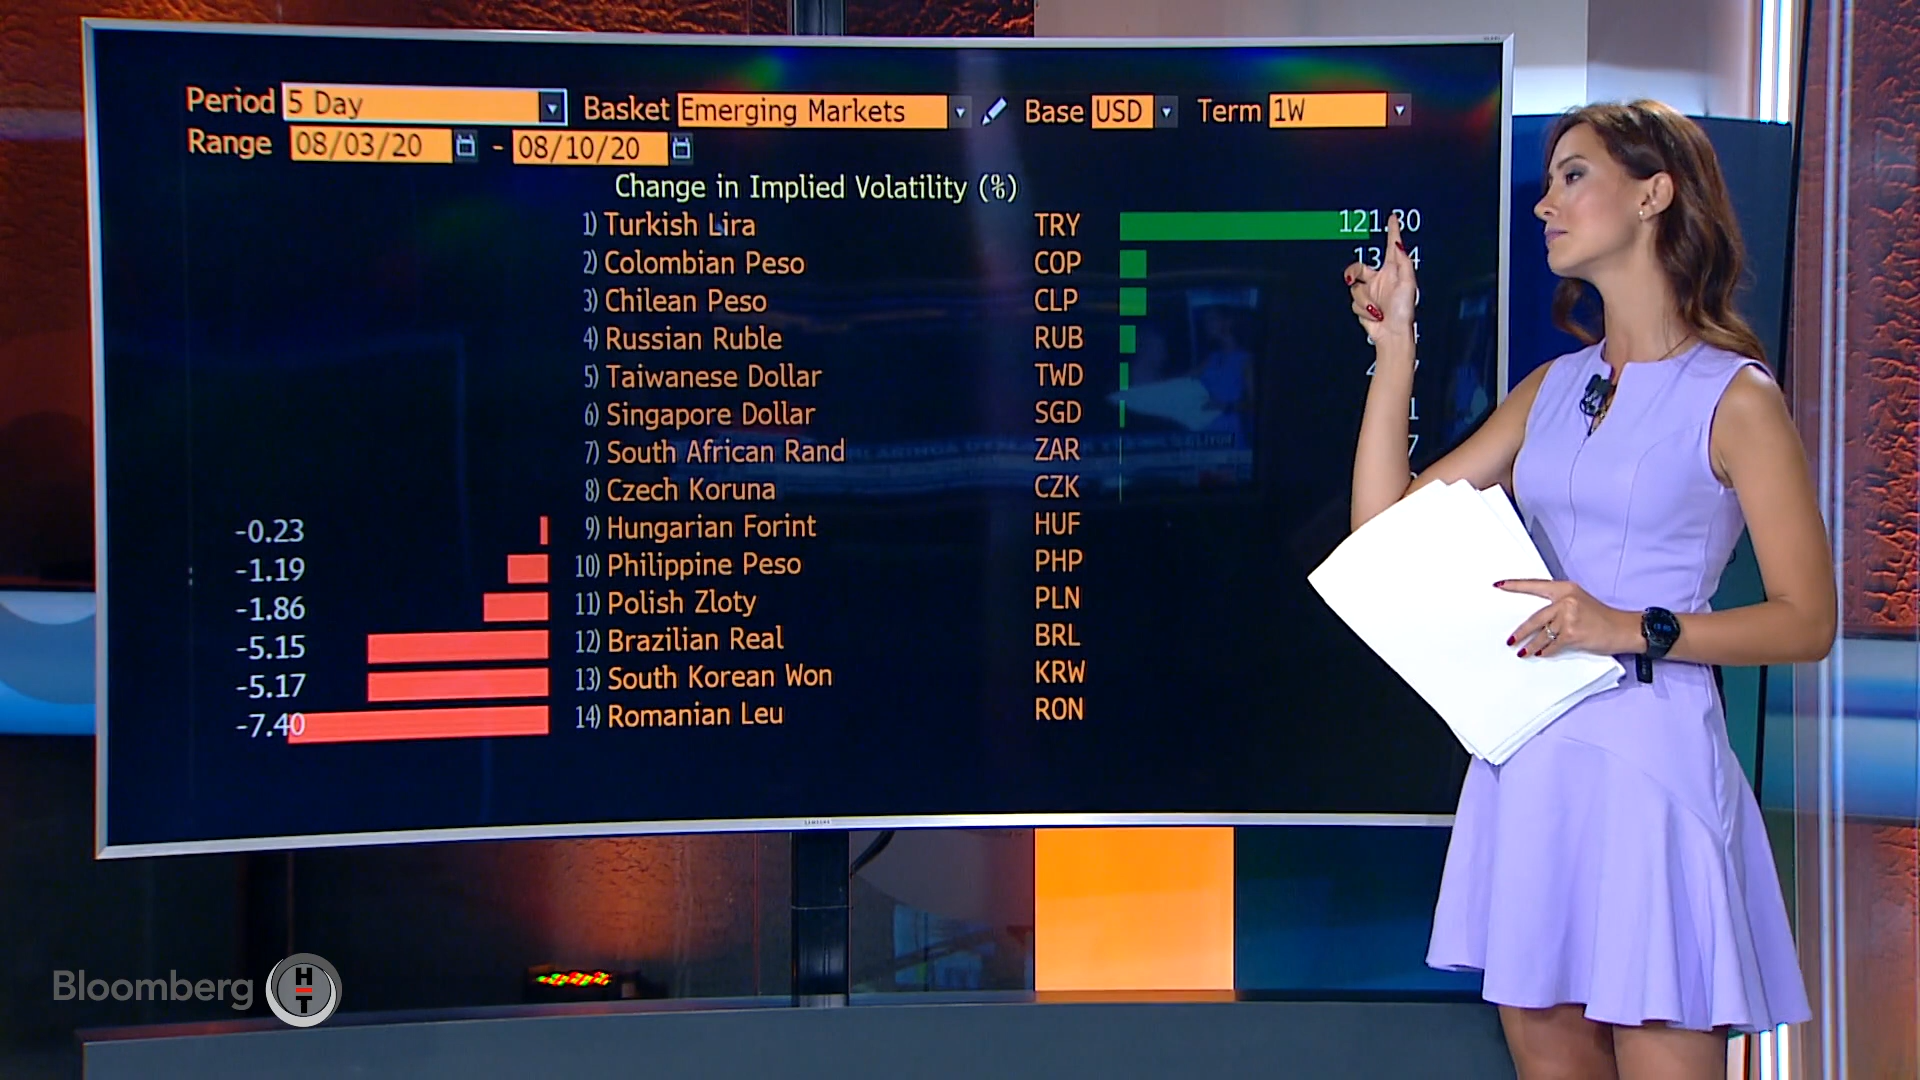 Period 5 Day Basket Emerging Markets Base USD Term 1W
Range 08/03/20 - 08/10/20
Change in Implied Volatility (%)
1) Turkish Lira TRY 121.30
2) Colombian Peso COP
3) Chilean Peso CLP
4) Russian Ruble RUB
5) Taiwanese Dollar TWD
6) Singapore Dollar SGD
7) South African Rand ZAR
8) Czech Koruna CZK
-0.23 9) Hungarian Forint HUF
-1.19 10) Philippine Peso PHP
-1.86 11) Polish Zloty PLN
-5.15 12) Brazilian Real BRL
-5.17 13) South Korean Won KRW
-7.40 14) Romanian Leu RON
SAMSUNG
Bloomberg HT